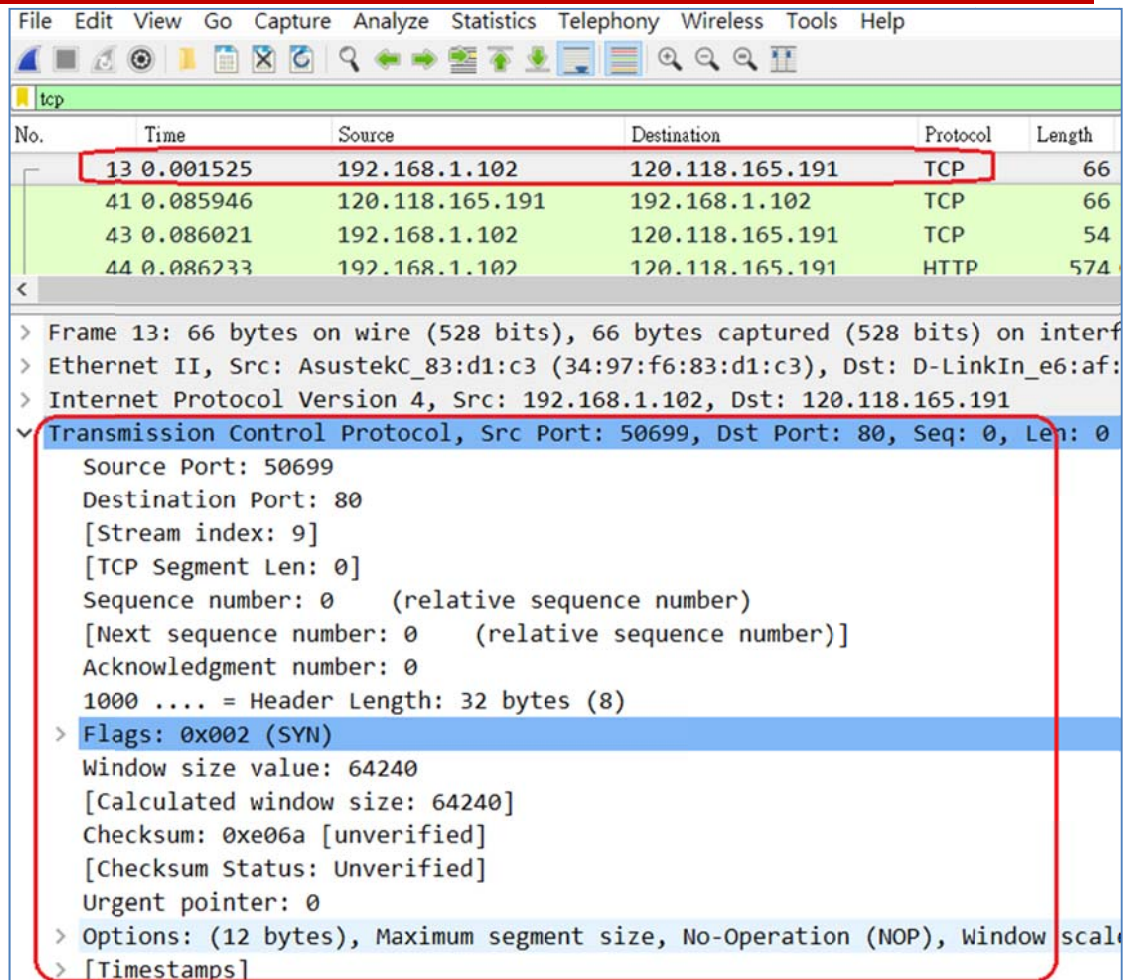 File Edit View Go Capture Analyze Statistics Telephony Wireless Tools Help
tcp
No. Time Source Destination Protocol Length
13 0.001525 192.168.1.102 120.118.165.191 TCP 66
41 0.085946 120.118.165.191 192.168.1.102 TCP 66
43 0.086021 192.168.1.102 120.118.165.191 TCP 54
44 0.086233 192.168.1.102 120.118.165.191 HTTP 574
> Frame 13: 66 bytes on wire (528 bits), 66 bytes captured (528 bits) on interf
> Ethernet II, Src: AsustekC_83:d1:c3 (34:97:f6:83:d1:c3), Dst: D-LinkIn_e6:af:
> Internet Protocol Version 4, Src: 192.168.1.102, Dst: 120.118.165.191
Transmission Control Protocol, Src Port: 50699, Dst Port: 80, Seq: 0, Len: 0
Source Port: 50699
Destination Port: 80
[Stream index: 9]
[TCP Segment Len: 0]
Sequence number: 0 (relative sequence number)
[Next sequence number: 0 (relative sequence number)]
Acknowledgment number: 0
1000 .... = Header Length: 32 bytes (8)
> Flags: 0x002 (SYN)
Window size value: 64240
[Calculated window size: 64240]
Checksum: 0xe06a [unverified]
[Checksum Status: Unverified]
Urgent pointer: 0
> Options: (12 bytes), Maximum segment size, No-Operation (NOP), Window scal
> [Timestamps]